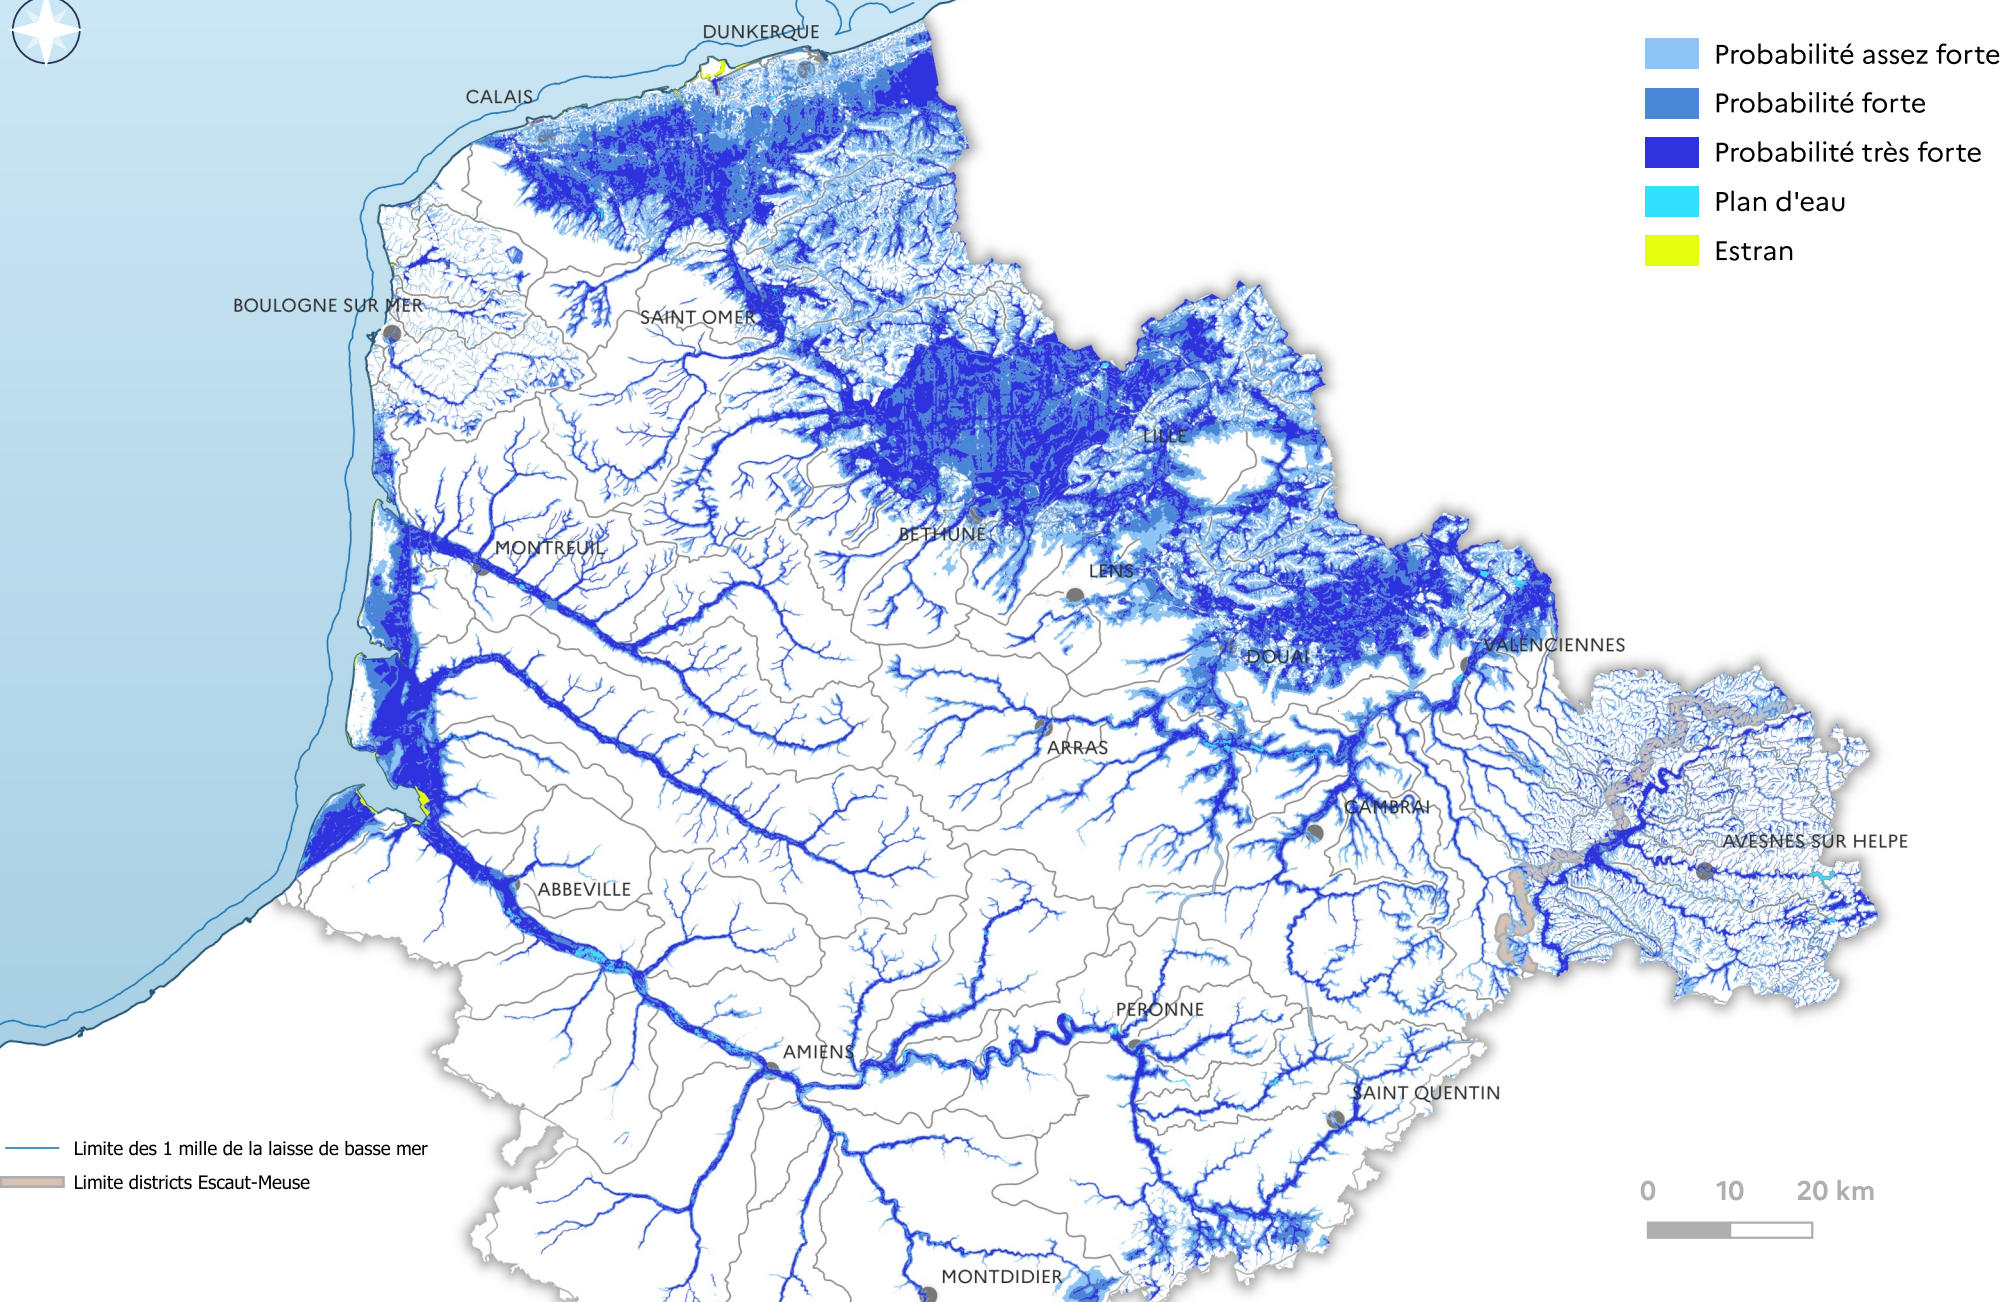 DUNKERQUE
Probabilité assez forte
CALAIS
Probabilité forte
Probabilité très forte
Plan d'eau
Estran
BOULOGNE SUR MER
SAINT OMER
LILLE
BETHUNE
MONTREUIL
LENS
VALENCIENNES
DOUAI
ARRAS
CAMBRAI
AVESNES SUR HELPE
ABBEVILLE
PERONNE
AMIENS
SAINT QUENTIN
Limite des 1 mille de la laisse de basse mer
Limite districts Escaut-Meuse
0 10 20 km
MONTDIDIER